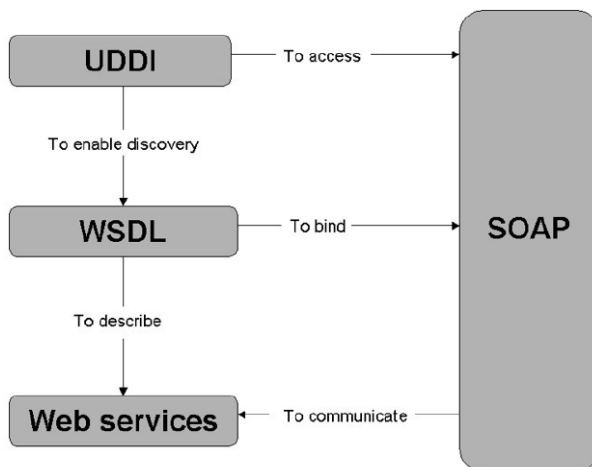 UDDI
To access
To enable discovery
WSDL
To bind
SOAP
To describe
Web services
To communicate